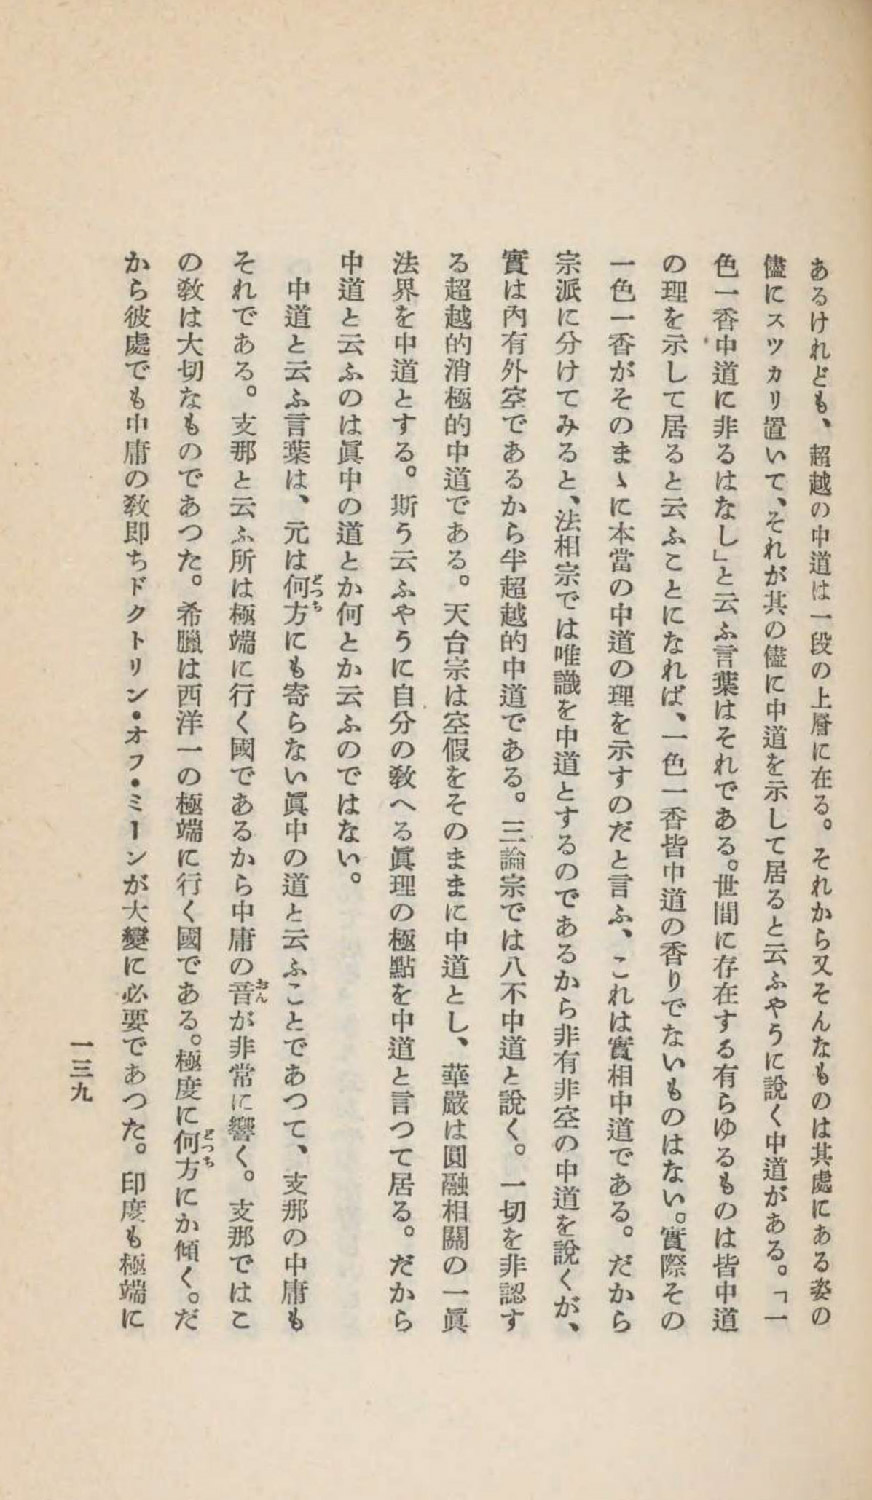 あるけれども、超越の中道は一段の上層に在る。それから又そんなものは其處にある姿の
儘にスツカリ置いて、それが其の儘に中道を示して居ると云ふやうに說く中道がある。「一
色一香中道に非るはなし」と云ふ言葉はそれである。世間に存在する有らゆるものは皆中道
の理を示して居ると云ふことになれば、一色一香皆中道の香りでないものはない。實際その
一色一香がそのまゝに本當の中道の理を示すのだと言ふ、これは實相中道である。だから
宗派に分けてみると、法相宗では唯識を中道とするのであるから非有非空の中道を說くが、
實は內有外空であるから半超越的中道である。三論宗では八不中道と說く。一切を非認す
る超越的消極的中道である。天台宗は空假をそのままに中道とし、華嚴は圓融相關の一眞
法界を中道とする。斯う云ふやうに自分の敎へる眞理の極點を中道と言つて居る。だから
中道と云ふのは眞中の道とか何とか云ふのではない。
中道と云ふ言葉は、元は何方にも寄らない眞中の道と云ふことであつて、支那の中庸も
それである。支那と云ふ所は極端に行く國であるから中庸の音が非常に響く。支那ではこ
の敎は大切なものであつた。希臘は西洋一の極端に行く國である。極度に何方にか傾く。だ
から彼處でも中庸の敎卽ちドクトリン・オフ・ミーンが大變に必要であつた。印度も極端に
一三九